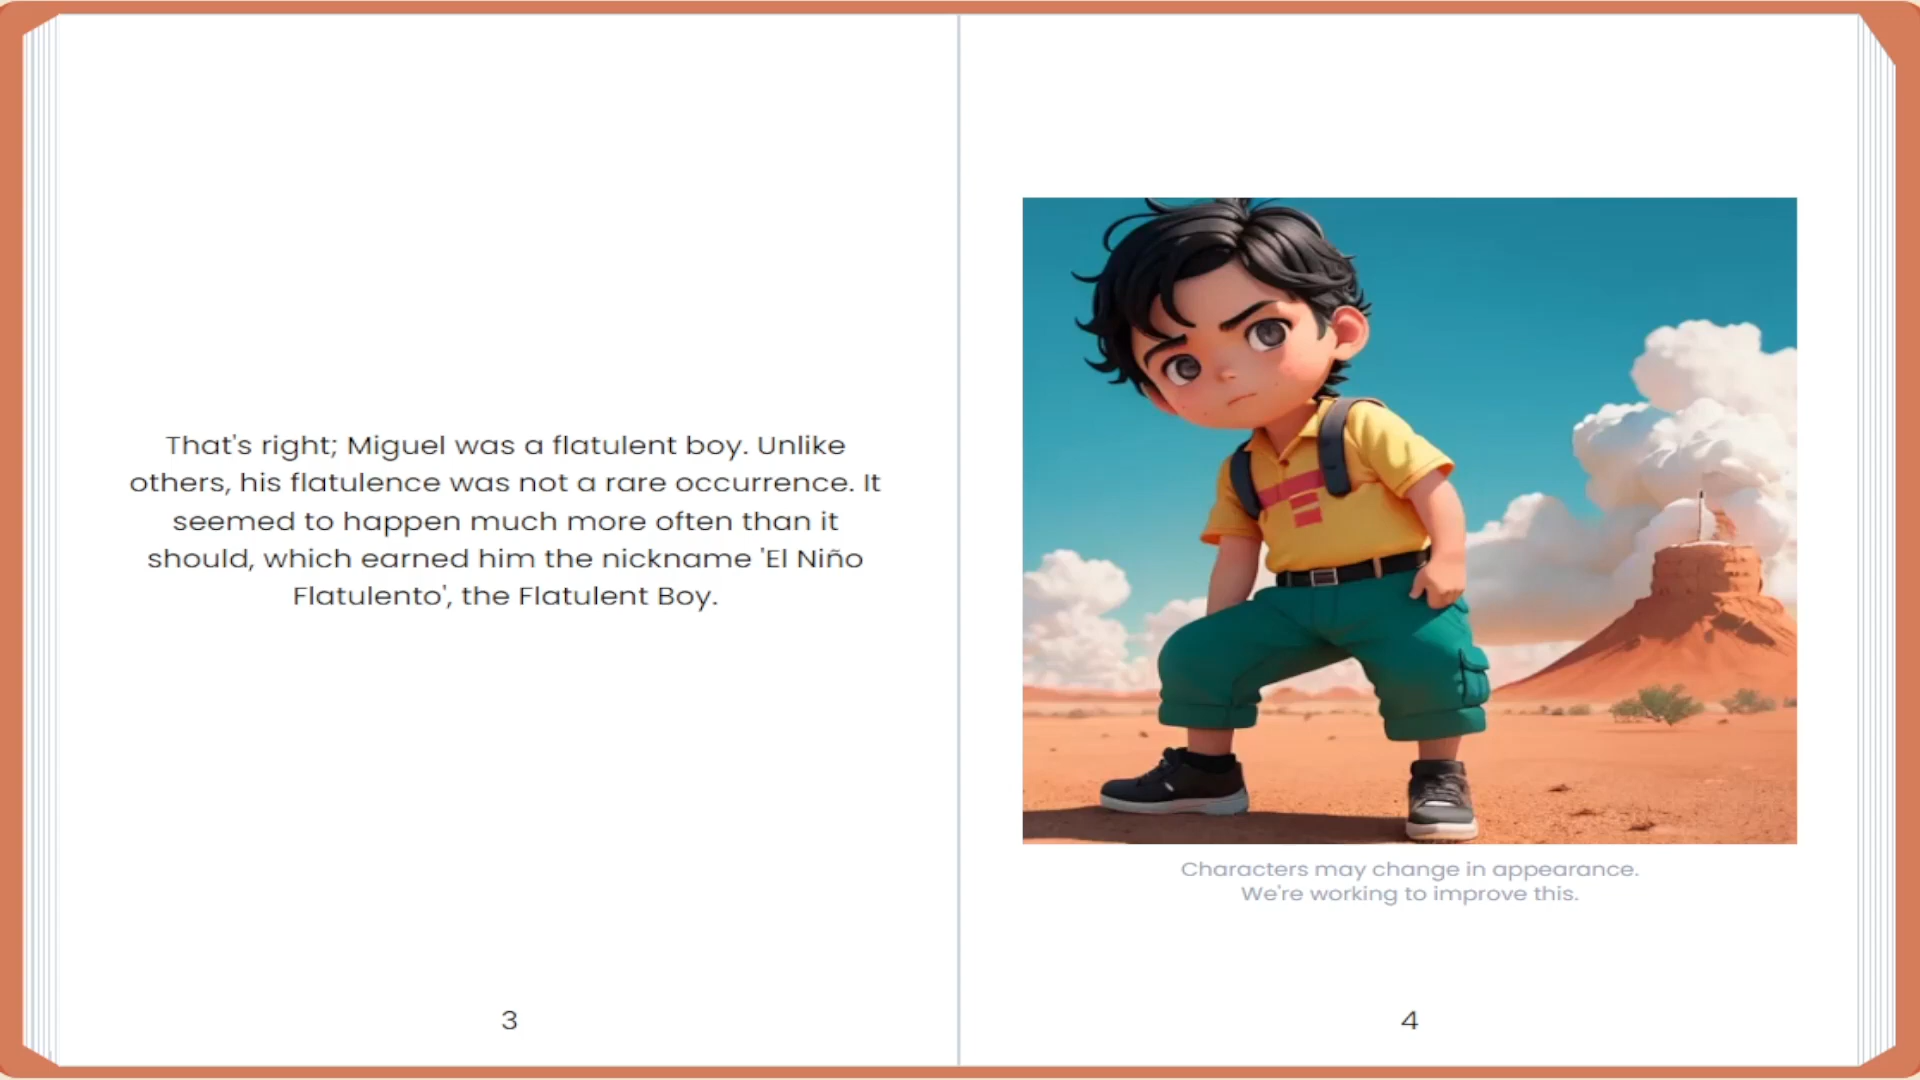 That's right; Miguel was a flatulent boy. Unlike
others, his flatulence was not a rare occurrence. It
seemed to happen much more often than it
should, which earned him the nickname 'El Niño
Flatulento', the Flatulent Boy.
3
Characters may change in appearance.
We're working to improve this.
4